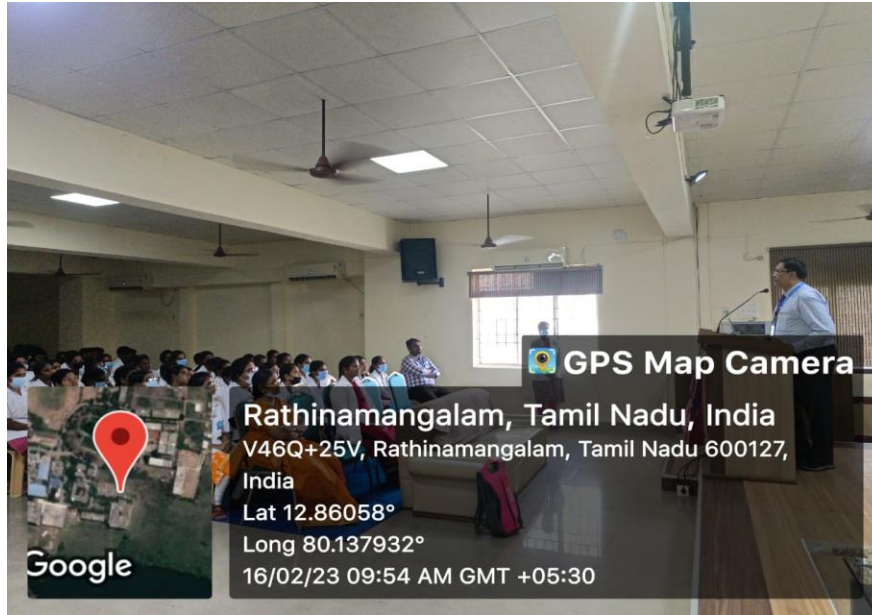 GPS Map Camera
Rathinamangalam, Tamil Nadu, India
V46Q+25V, Rathinamangalam, Tamil Nadu 600127,
India
Lat 12.86058°
Long 80.137932°
16/02/23 09:54 AM GMT +05:30
Google